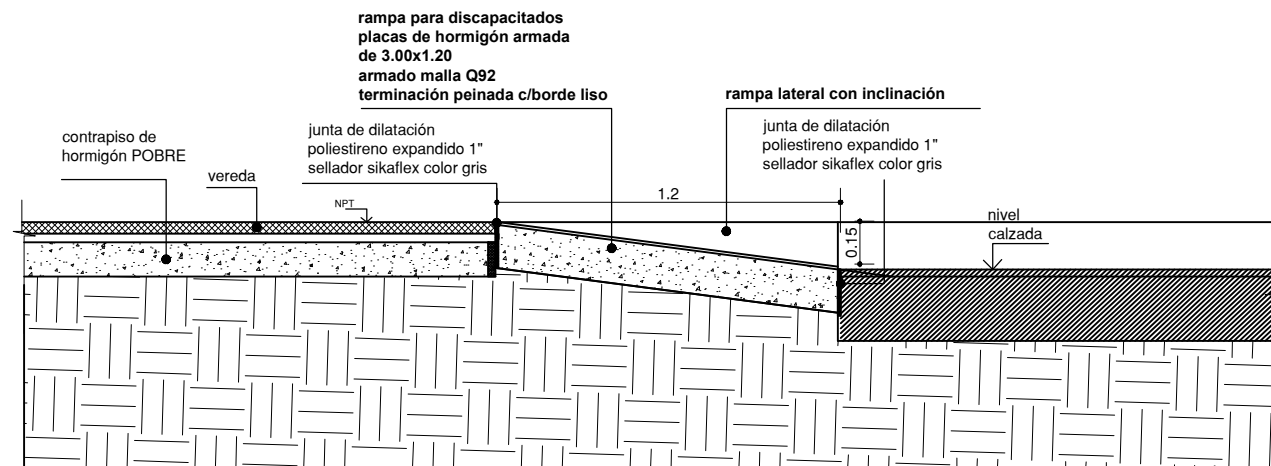 rampa para discapacitados
placas de hormigón armada
de 3.00x1.20
armado malla Q92
terminación peinada c/borde liso
rampa lateral con inclinación
contrapiso de
hormigón POBRE
vereda
junta de dilatación
poliestireno expandido 1"
sellador sikaflex color gris
junta de dilatación
poliestireno expandido 1"
sellador sikaflex color gris
1.2
NPT
0.15
nivel
calzada